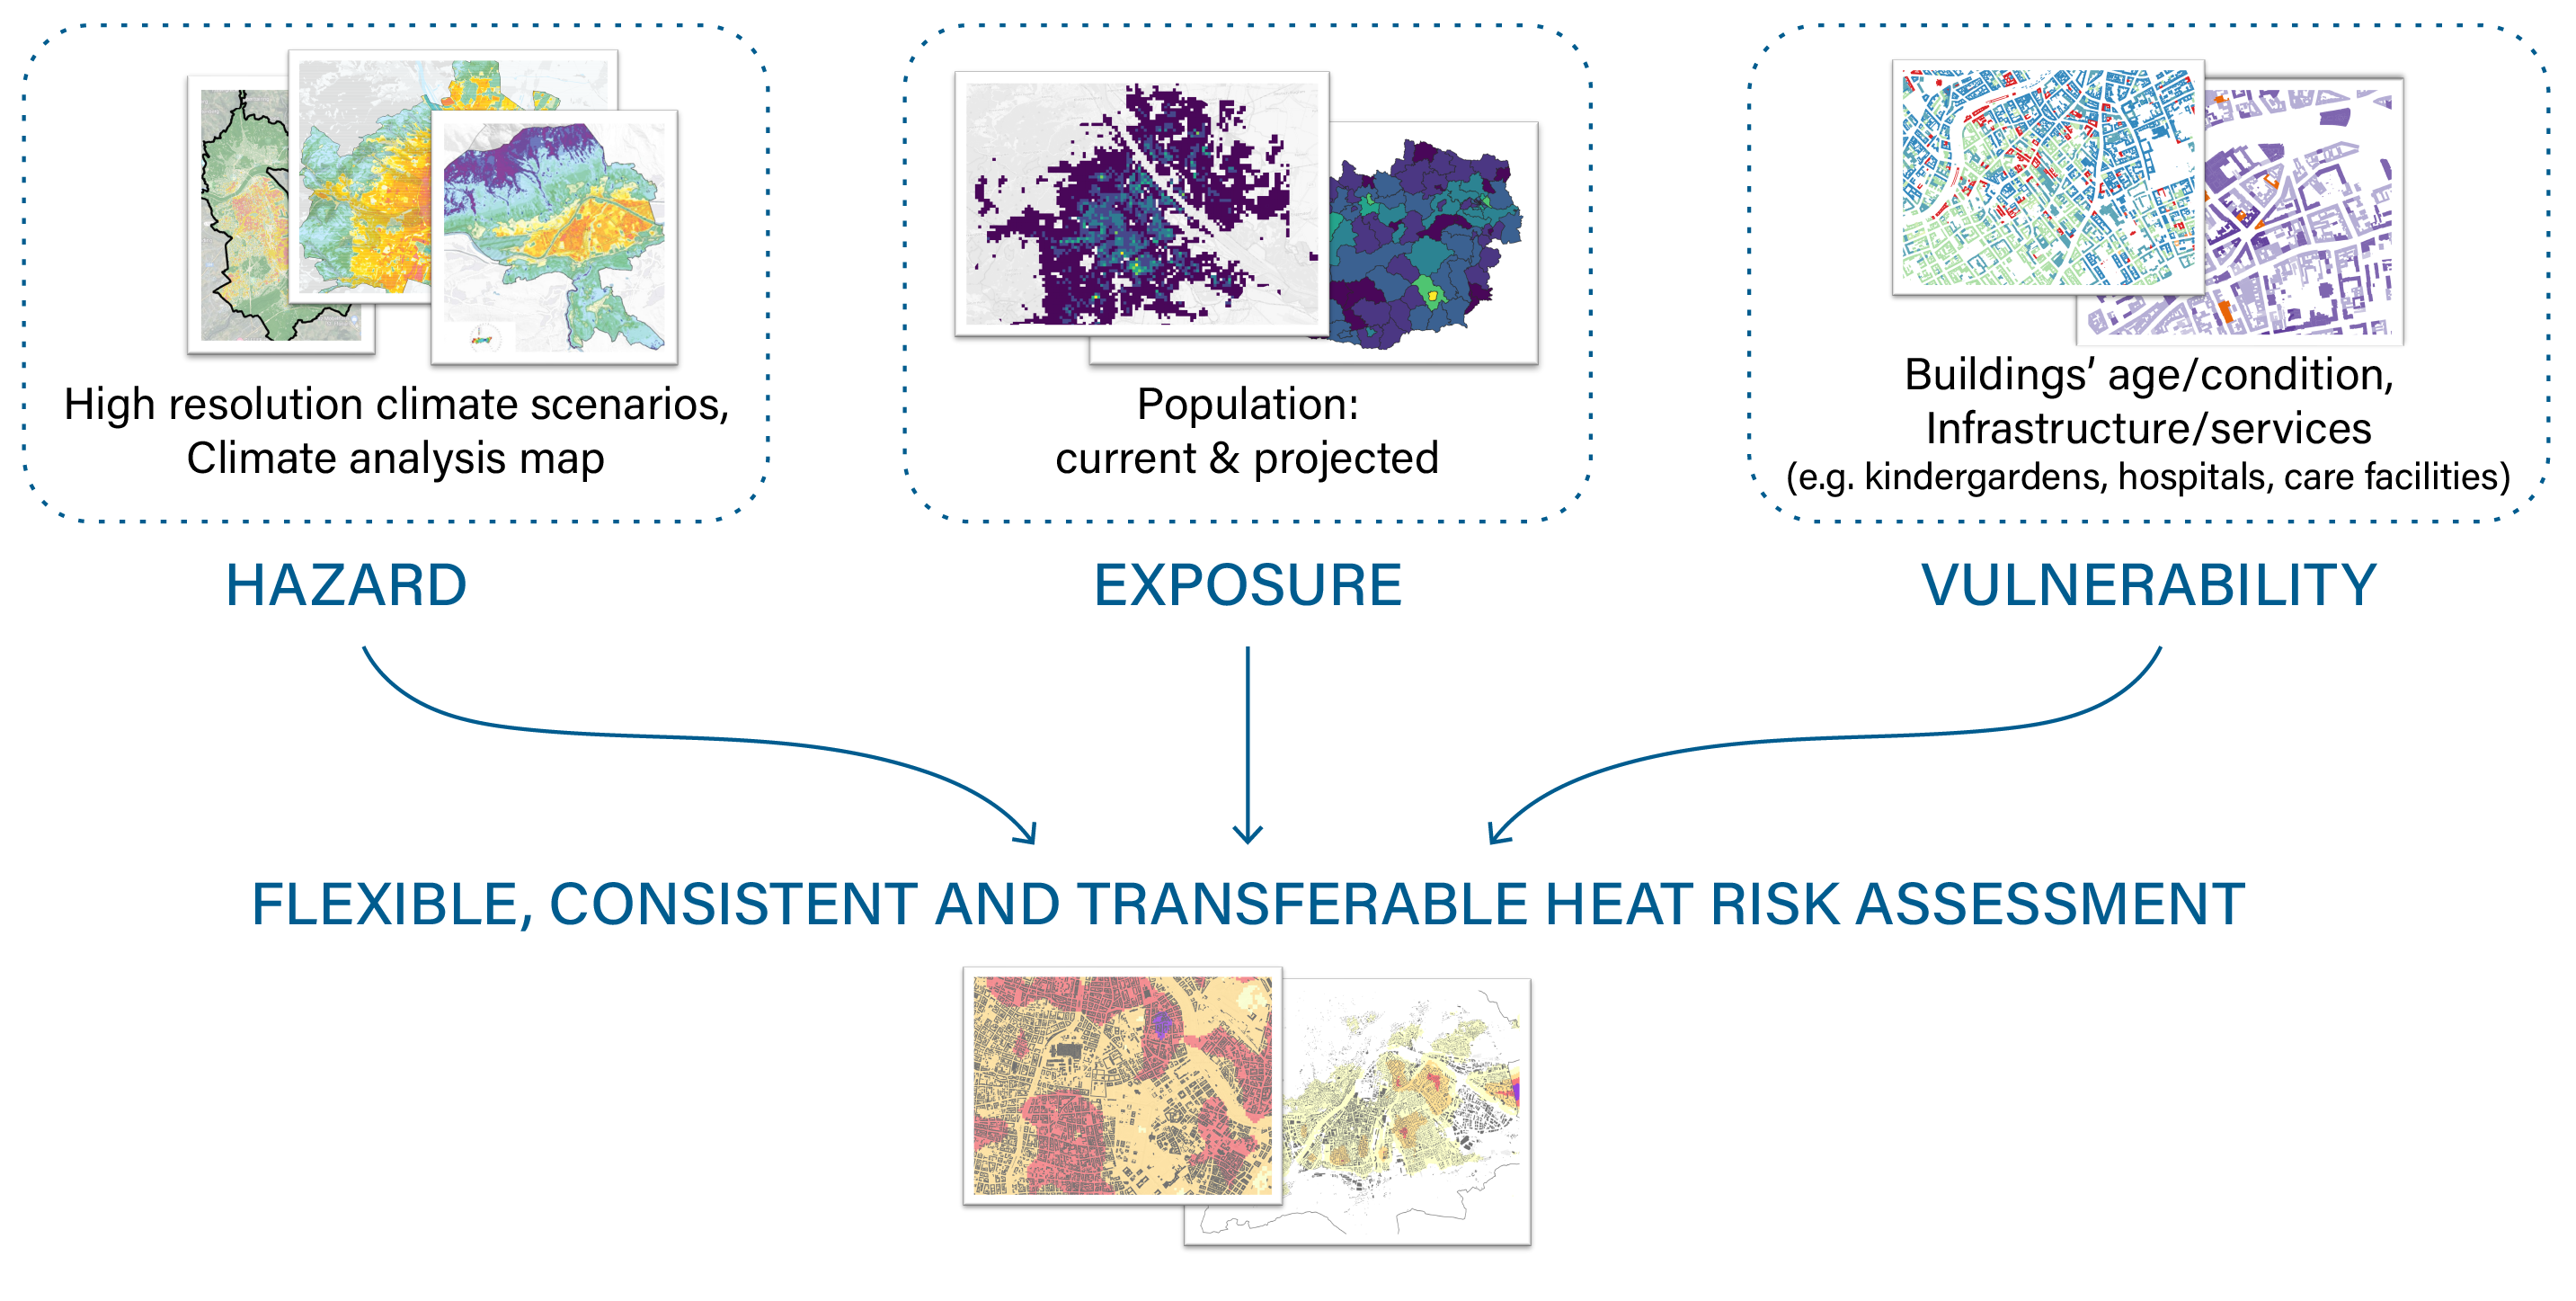 High resolution climate scenarios,
Climate analysis map
Population:
current & projected
Buildings’ age/condition,
Infrastructure/services
(e.g. kindergardens, hospitals, care facilities)
HAZARD
EXPOSURE
VULNERABILITY
FLEXIBLE, CONSISTENT AND TRANSFERABLE HEAT RISK ASSESSMENT